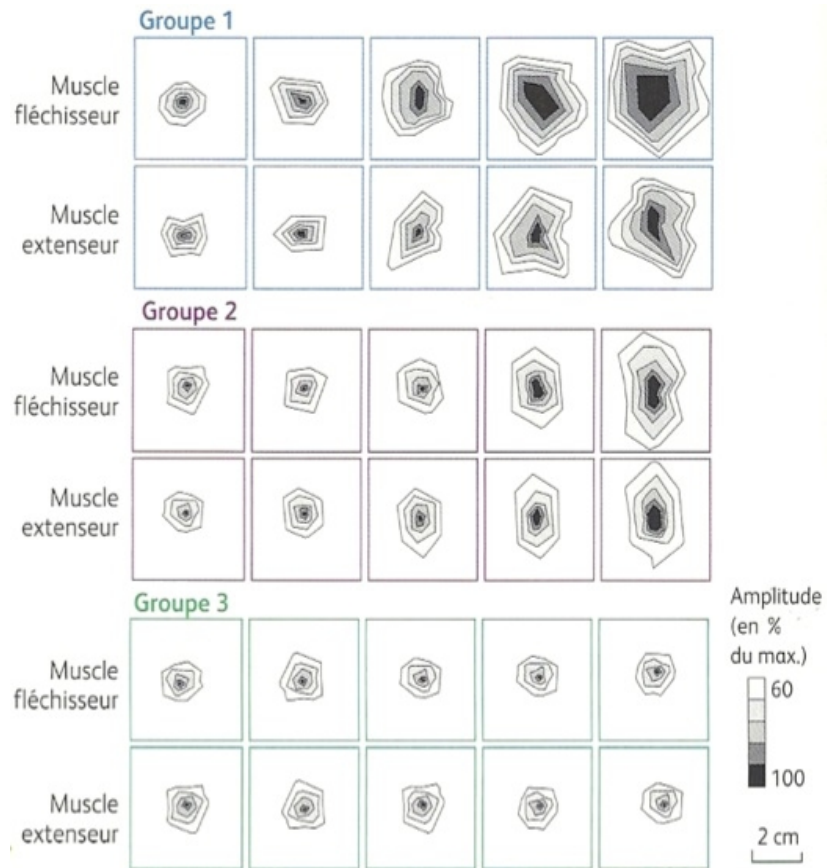 Groupe 1
Muscle
fléchisseur
Muscle
extenseur
Groupe 2
Muscle
fléchisseur
Muscle
extenseur
Groupe 3
Muscle
fléchisseur
Muscle
extenseur
Amplitude
(en %
du max.)
60
100
2 cm